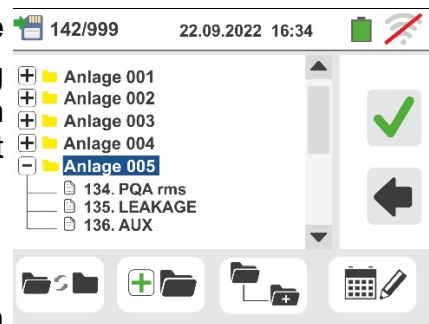 142/999 22.09.2022 16:34
Anlage 001
Anlage 002
Anlage 003
Anlage 004
Anlage 005
134. PQA rms
135. LEAKAGE
136. AUX